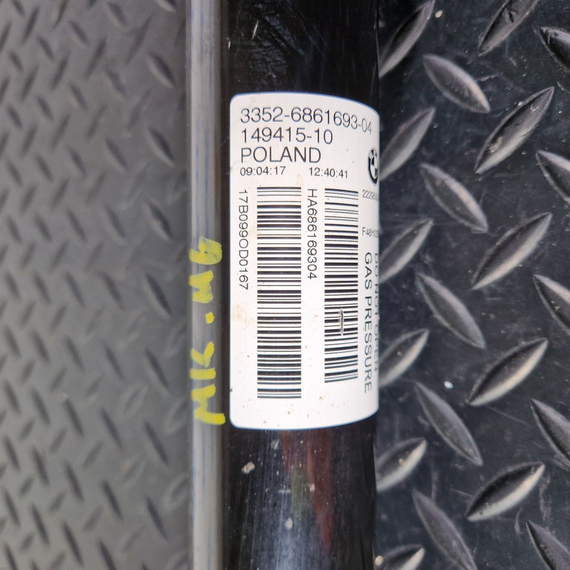 3352-6861693-04
149415-10
POLAND
09:04:17 12:40:41
17B099OD0167
HA686169304
GAS PRESSURE